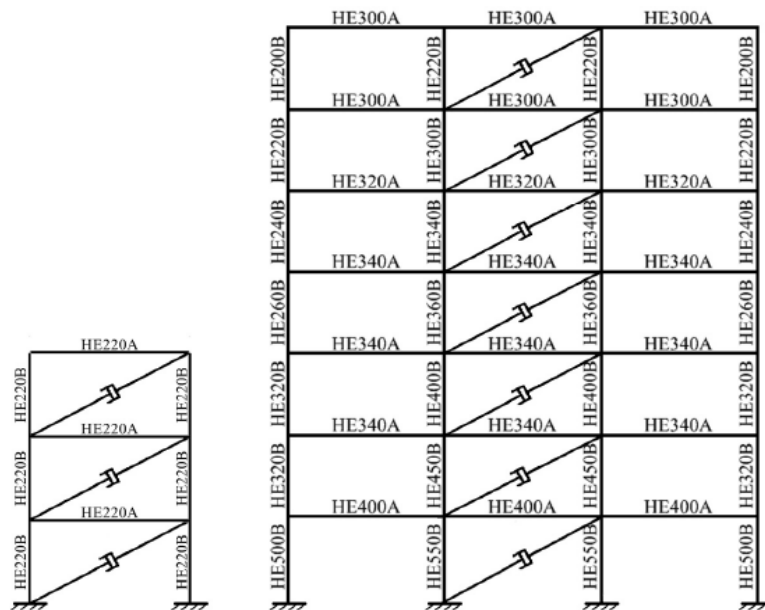 HE300A HE300A HE300A
HE200B HE220B HE220B HE200B
HE300A HE300A HE300A
HE220B HE300B HE300B HE220B
HE320A HE320A HE320A
HE240B HE340B HE340B HE240B
HE340A HE340A HE340A
HE260B HE360B HE360B HE260B
HE340A HE340A HE340A
HE320B HE400B HE400B HE320B
HE340A HE340A HE340A
HE320B HE450B HE450B HE320B
HE400A HE400A HE400A
HE500B HE550B HE550B HE500B
HE220A
HE220B HE220B
HE220A
HE220B HE220B
HE220A
HE220B HE220B